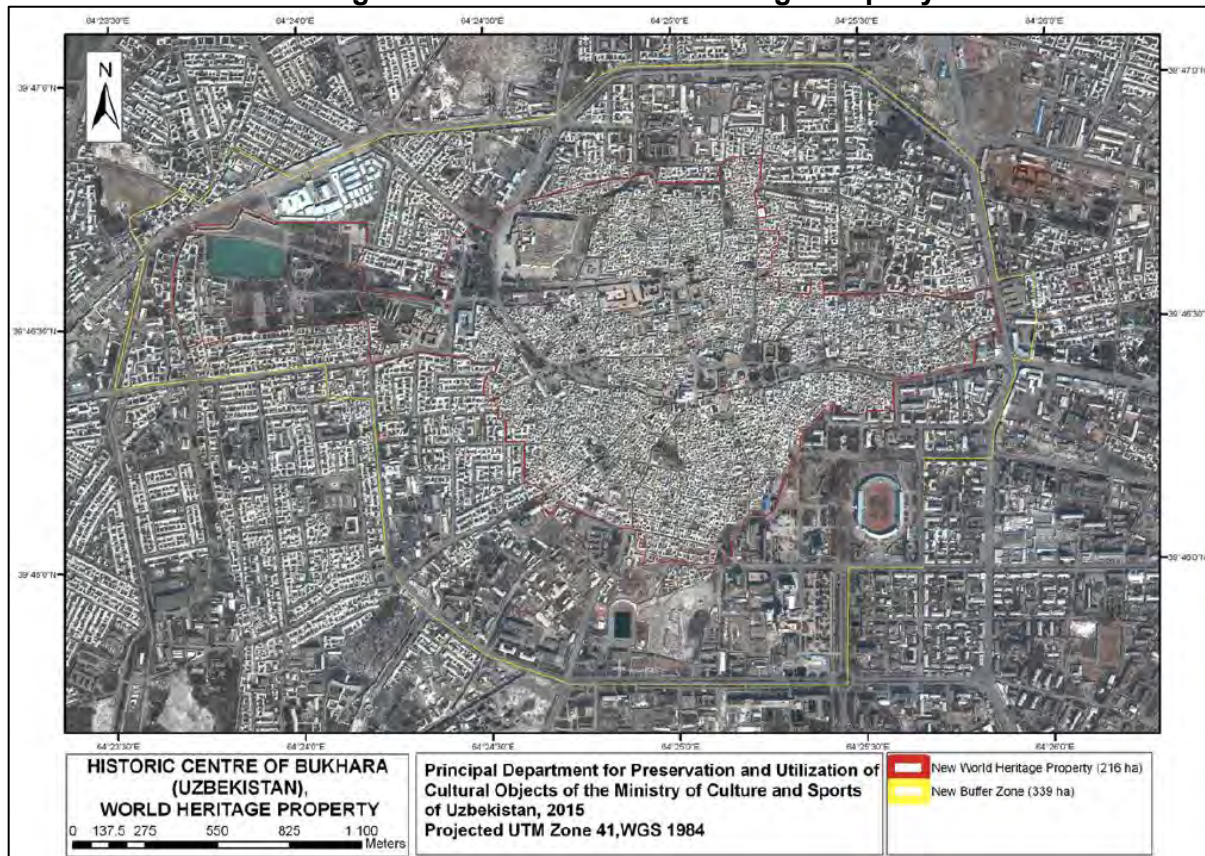 64°23'30"E 64°24'0"E 64°24'30"E 64°25'0"E 64°25'30"E 64°26'0"E
N
39°47'0"N 39°47'0"N
39°46'30"N 39°46'30"N
39°46'0"N 39°46'0"N
64°23'30"E 64°24'0"E 64°24'30"E 64°25'0"E 64°25'30"E 64°26'0"E
HISTORIC CENTRE OF BUKHARA
(UZBEKISTAN),
WORLD HERITAGE PROPERTY
0 137.5 275 550 825 1 100
Meters
Principal Department for Preservation and Utilization of
Cultural Objects of the Ministry of Culture and Sports
of Uzbekistan, 2015
Projected UTM Zone 41,WGS 1984
New World Heritage Property (216 ha)
New Buffer Zone (339 ha)